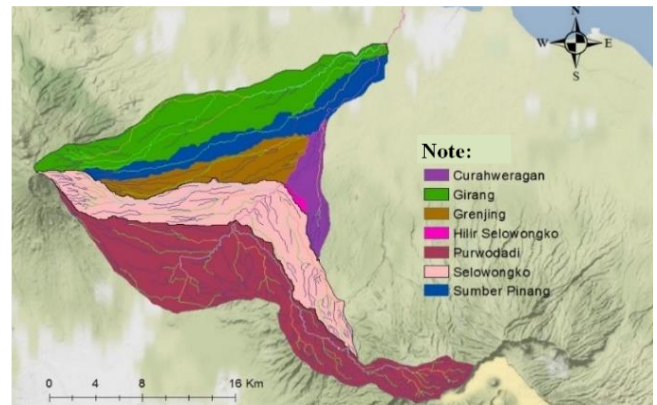 N
W E
S
Note:
Curahweragan
Girang
Grenjing
Hilir Selowongko
Purwodadi
Selowongko
Sumber Pinang
0 4 8 16 Km